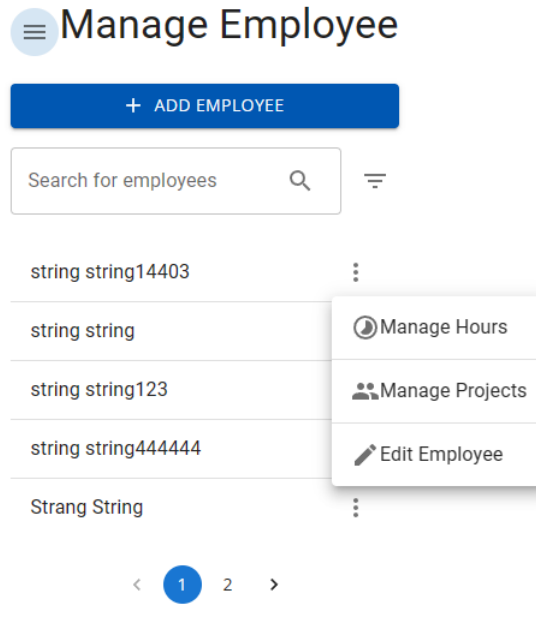 Manage Employee
+ ADD EMPLOYEE
Search for employees
string string14403
string string
Manage Hours
string string123
Manage Projects
string string444444
Edit Employee
Strang String
1 2